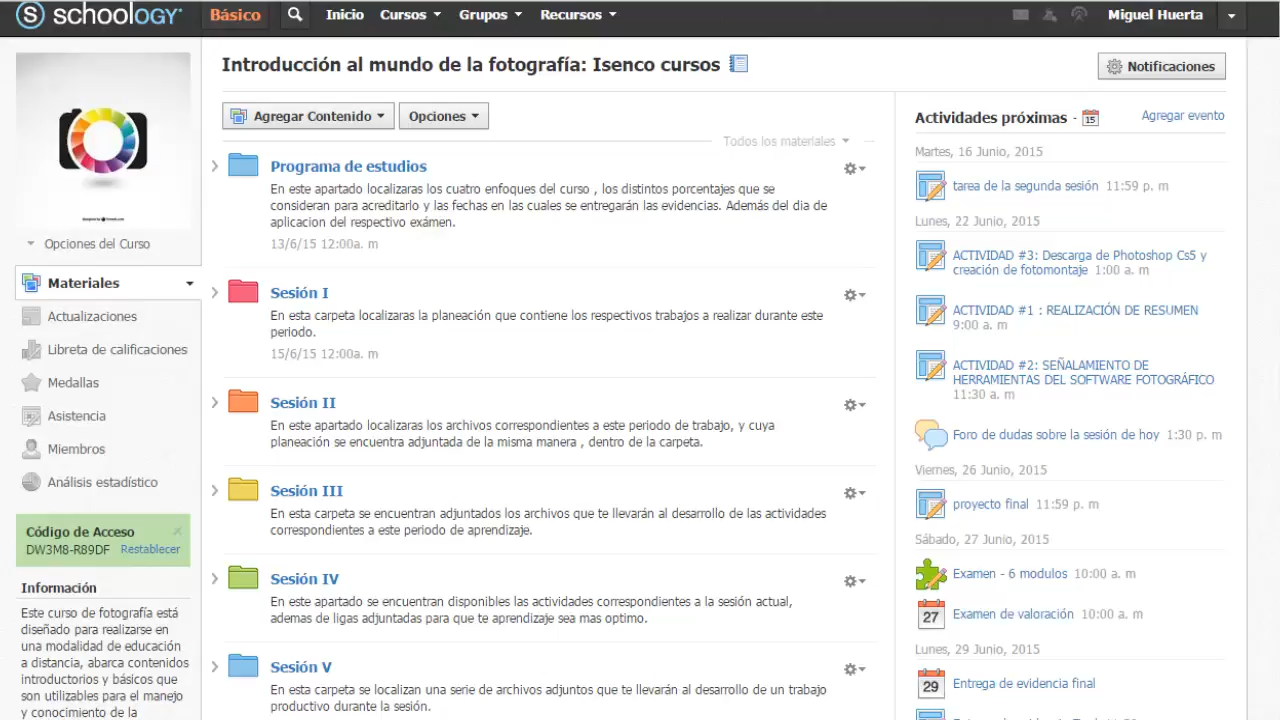 schoology Básico Inicio Cursos Grupos Recursos Miguel Huerta
Opciones del Curso
Materiales
Actualizaciones
Libreta de calificaciones
Medallas
Asistencia
Miembros
Análisis estadístico
Código de Acceso
DW3M8-R89DF Restablecer
Información
Este curso de fotografía está
diseñado para realizarse en
una modalidad de educación
a distancia, abarca contenidos
introductorios y básicos que
son utilizables para el manejo
y conocimiento de la
Introducción al mundo de la fotografía: Isenco cursos
Notificaciones
Agregar Contenido Opciones
Todos los materiales
Programa de estudios
En este apartado localizaras los cuatro enfoques del curso , los distintos porcentajes que se
consideran para acreditarlo y las fechas en las cuales se entregarán las evidencias. Además del dia de
aplicacion del respectivo exámen.
13/6/15 12:00a. m
Sesión I
En esta carpeta localizaras la planeación que contiene los respectivos trabajos a realizar durante este
periodo.
15/6/15 12:00a. m
Sesión II
En este apartado localizaras los archivos correspondientes a este periodo de trabajo, y cuya
planeación se encuentra adjuntada de la misma manera , dentro de la carpeta.
Sesión III
En esta carpeta se encuentran adjuntados los archivos que te llevarán al desarrollo de las actividades
correspondientes a este periodo de aprendizaje.
Sesión IV
En este apartado se encuentran disponibles las actividades correspondientes a la sesión actual,
ademas de ligas adjuntadas para que te aprendizaje sea mas optimo.
Sesión V
En esta carpeta se localizan una serie de archivos adjuntos que te llevarán al desarrollo de un trabajo
productivo durante la sesión.
Actividades próximas - 15 Agregar evento
Martes, 16 Junio, 2015
tarea de la segunda sesión 11:59 p. m
Lunes, 22 Junio, 2015
ACTIVIDAD #3: Descarga de Photoshop Cs5 y
creación de fotomontaje 1:00 a. m
ACTIVIDAD #1 : REALIZACIÓN DE RESUMEN
9:00 a. m
ACTIVIDAD #2: SEÑALAMIENTO DE
HERRAMIENTAS DEL SOFTWARE FOTOGRÁFICO
11:30 a. m
Foro de dudas sobre la sesión de hoy 1:30 p. m
Viernes, 26 Junio, 2015
proyecto final 11:59 p. m
Sábado, 27 Junio, 2015
Examen - 6 modulos 10:00 a. m
27 Examen de valoración 10:00 a. m
Lunes, 29 Junio, 2015
29 Entrega de evidencia final